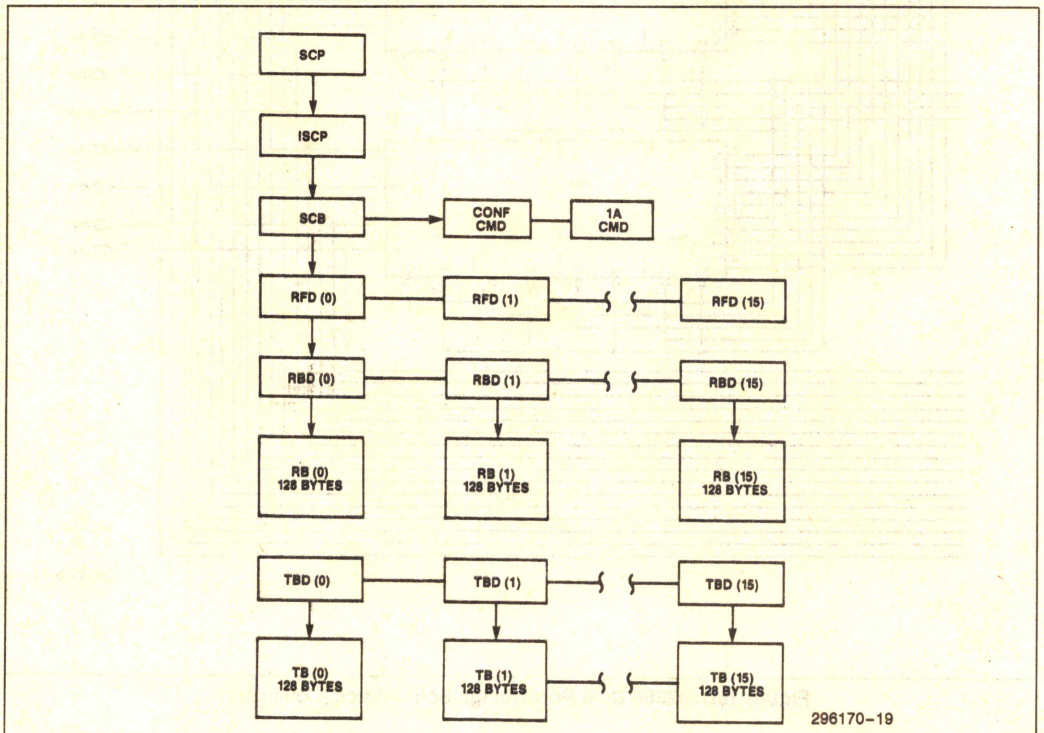 SCP
ISCP
SCB
CONF
CMD
1A
CMD
RFD (0)
RFD (1)
RFD (15)
RBD (0)
RBD (1)
RBD (15)
RB (0)
128 BYTES
RB (1)
128 BYTES
RB (15)
128 BYTES
TBD (0)
TBD (1)
TBD (15)
TB (0)
128 BYTES
TB (1)
128 BYTES
TB (15)
128 BYTES
296170-19